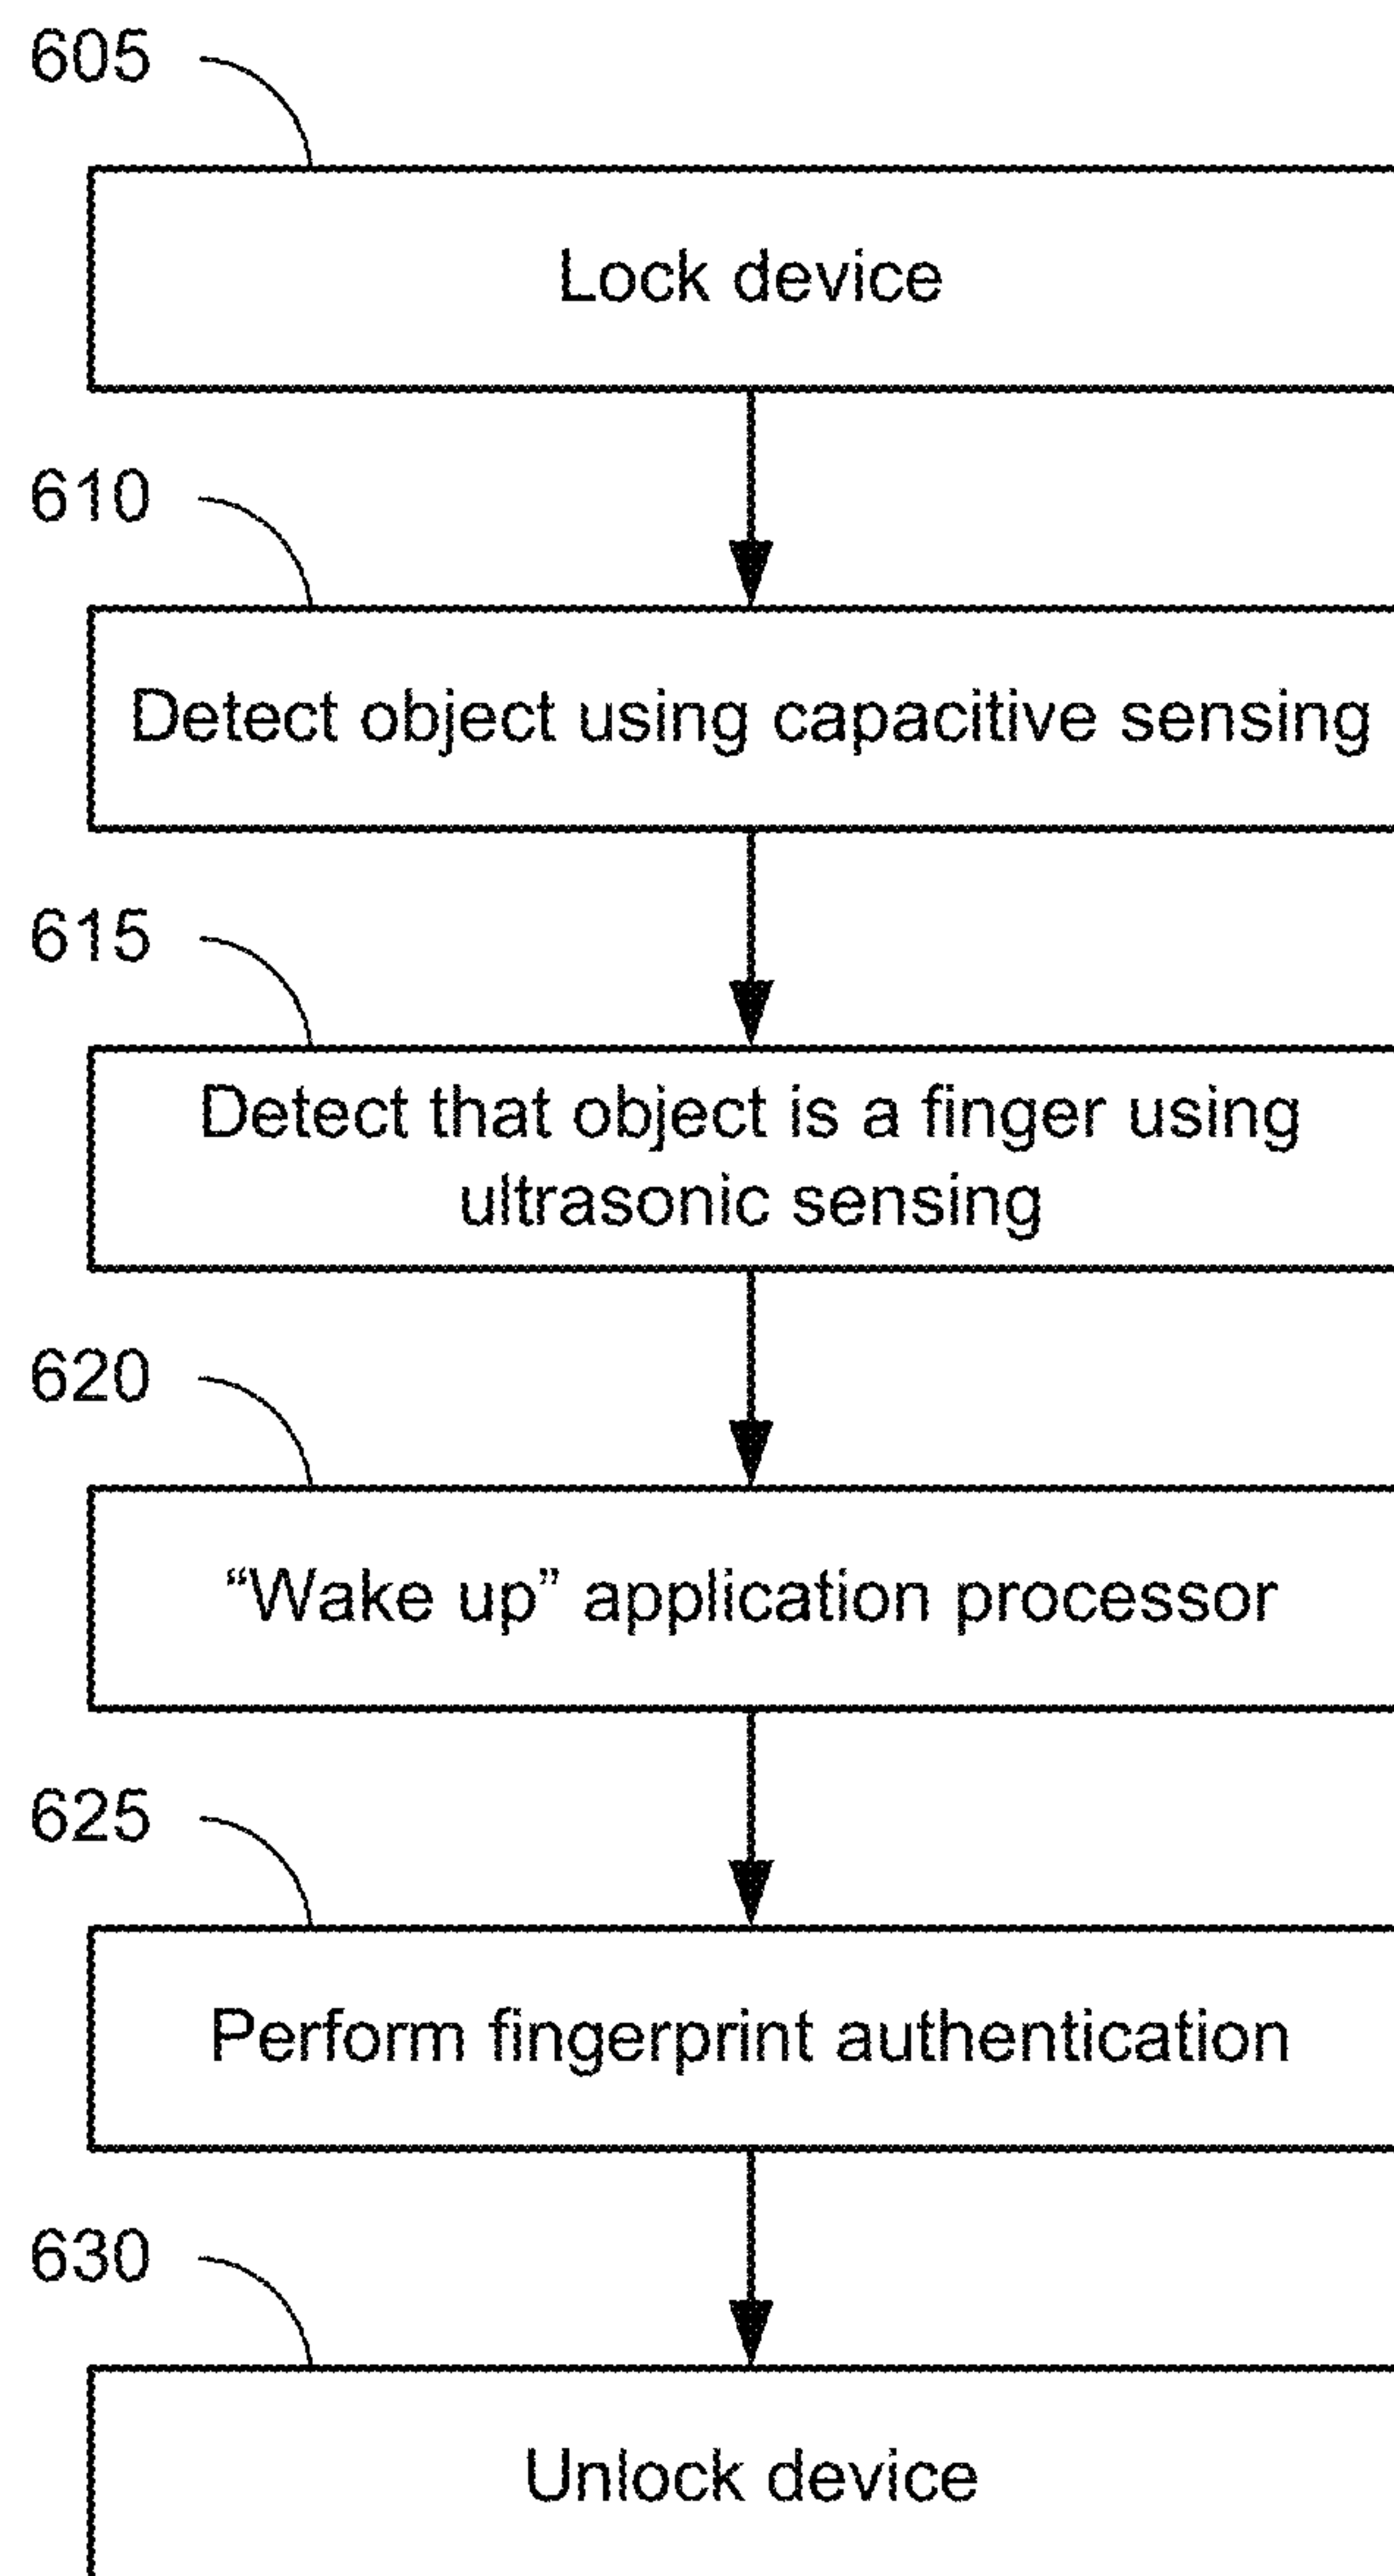 605
Lock device
610
Detect object using capacitive sensing
615
Detect that object is a finger using
ultrasonic sensing
620
“Wake up” application processor
625
Perform fingerprint authentication
630
Unlock device